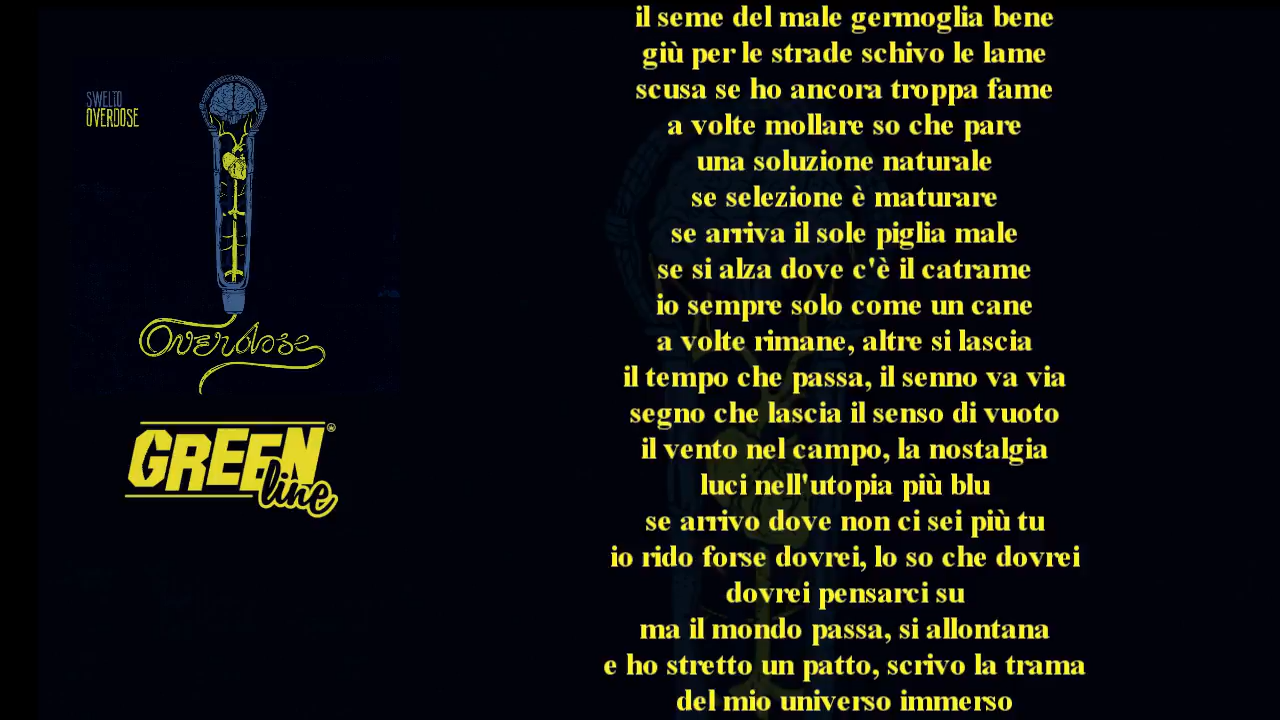 SWELTO
OVERDOSE
Overdose
GREEN
line
®
il seme del male germoglia bene
giù per le strade schivo le lame
scusa se ho ancora troppa fame
a volte mollare so che pare
una soluzione naturale
se selezione è maturare
se arriva il sole piglia male
se si alza dove c'è il catrame
io sempre solo come un cane
a volte rimane, altre si lascia
il tempo che passa, il senno va via
segno che lascia il senso di vuoto
il vento nel campo, la nostalgia
luci nell'utopia più blu
se arrivo dove non ci sei più tu
io rido forse dovrei, lo so che dovrei
dovrei pensarci su
ma il mondo passa, si allontana
e ho stretto un patto, scrivo la trama
del mio universo immerso